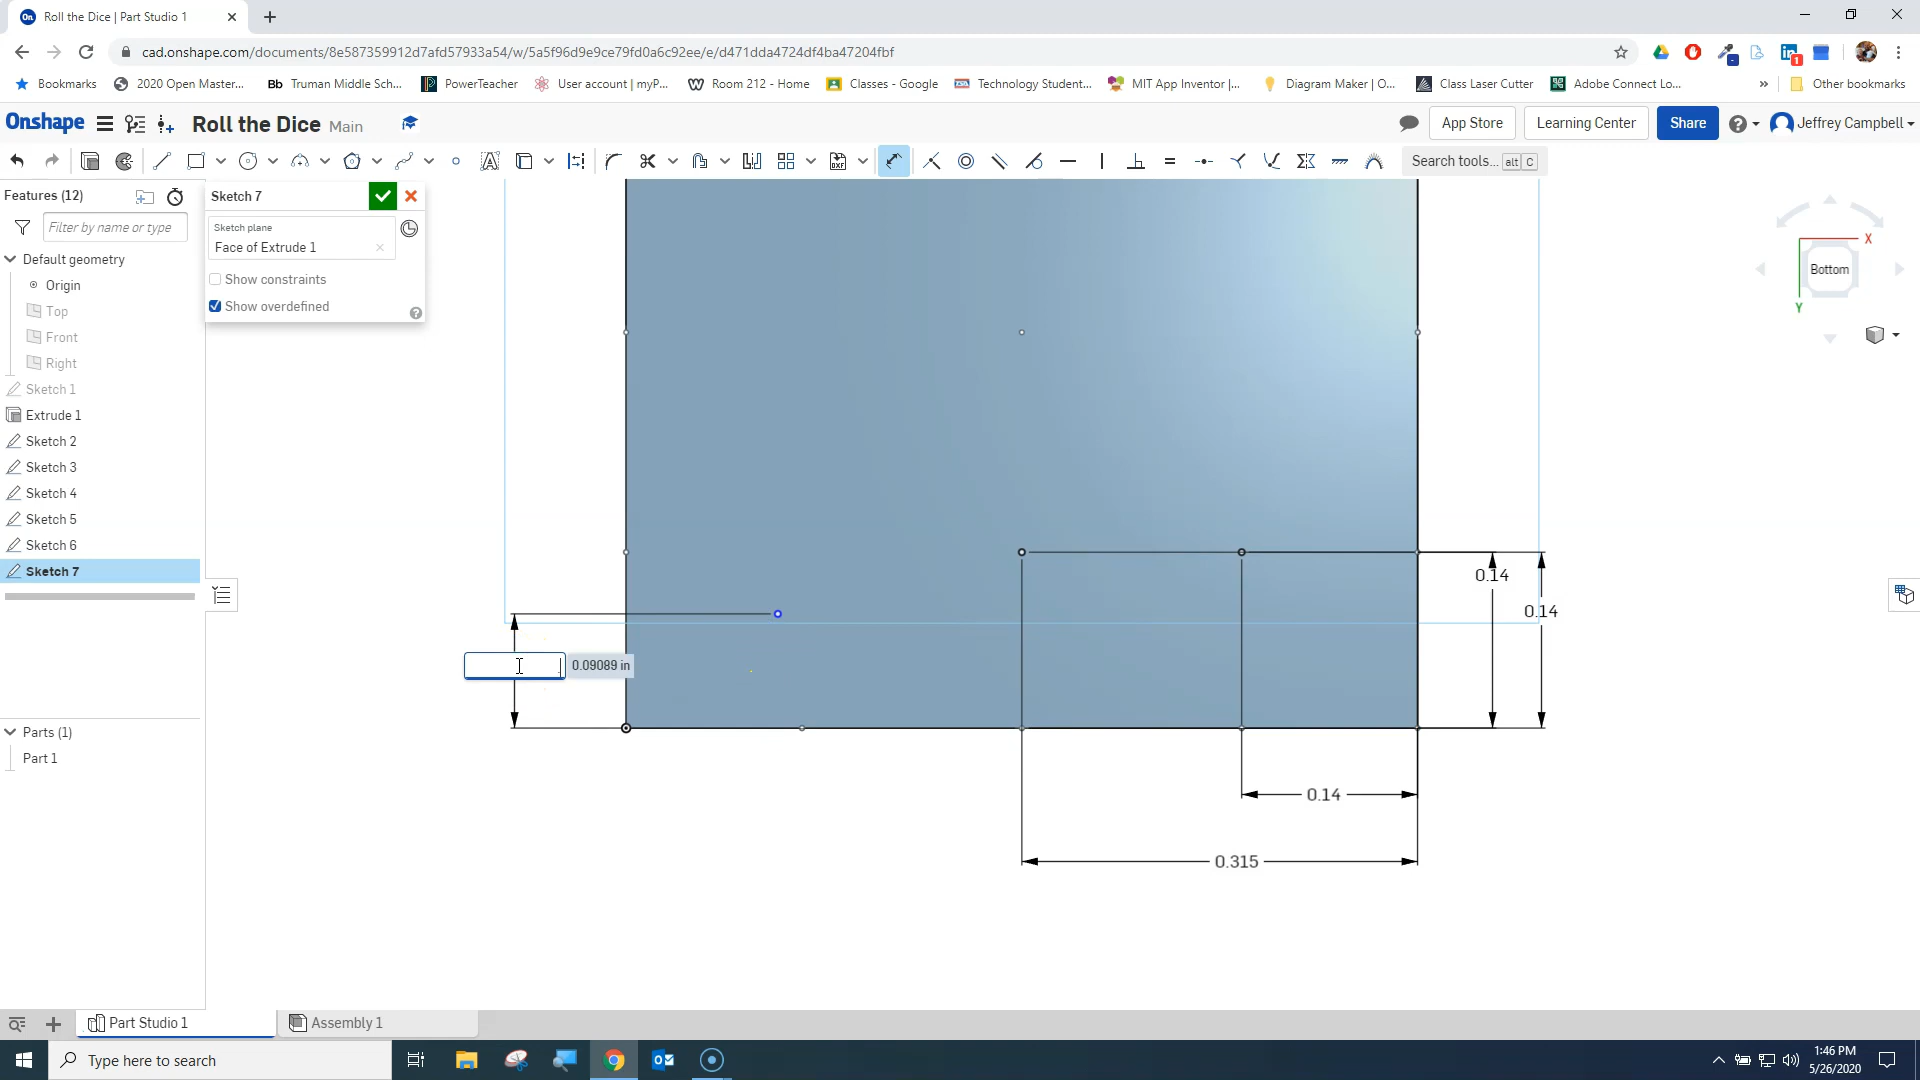 Roll the Dice | Part Studio 1
cad.onshape.com/documents/8e587359912d7afd57933a54/w/5a5f96d9e9ce79fd0a6c92ee/e/d471dda4724df4ba47204fbf
Bookmarks 2020 Open Master... Bb Truman Middle Sch... PowerTeacher User account | myP... Room 212 - Home Classes - Google Technology Student... MIT App Inventor |... Diagram Maker | O... Class Laser Cutter Adobe Connect Lo... » Other bookmarks
Onshape Roll the Dice Main App Store Learning Center Share Jeffrey Campbell
Search tools... alt C
Features (12)
Filter by name or type
Default geometry
Origin
Top
Front
Right
Sketch 1
Extrude 1
Sketch 2
Sketch 3
Sketch 4
Sketch 5
Sketch 6
Sketch 7
Parts (1)
Part 1
Sketch 7
Sketch plane
Face of Extrude 1
Show constraints
Show overdefined
X
Bottom
Y
0.14
0.14
0.09089 in
0.14
0.315
Part Studio 1 Assembly 1
Type here to search
1:46 PM
5/26/2020